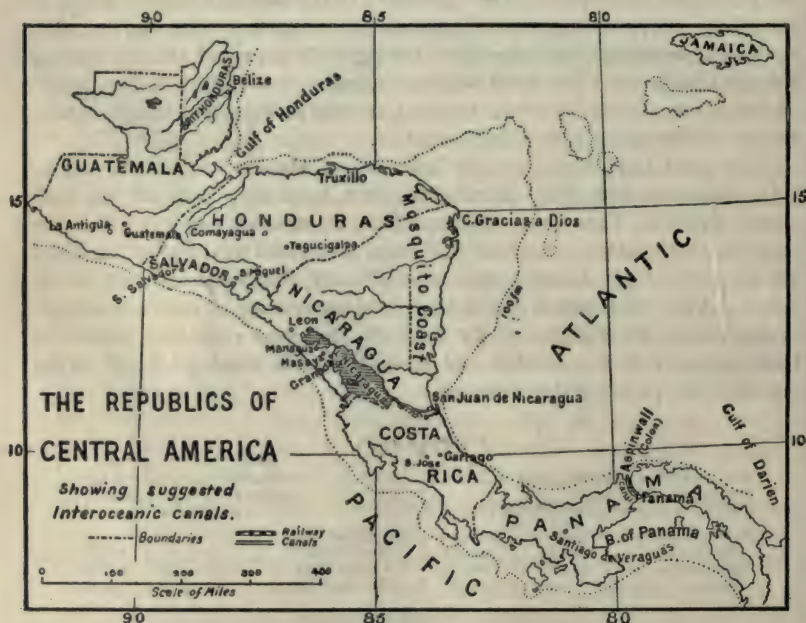 90 85 80
JAMAICA
Belize
BRIT. HONDURAS
Gulf of Honduras
GUATEMALA
Truxillo
15 15
HONDURAS
Mosquito Coast
C. Gracias a Dios
La Antigua
Guatemala
Comayagua
Tegucigalpa
SALVADOR
S. Miguel
S. Salvador
NICARAGUA
100 fm
ATLANTIC
Leon
Managua
Masaya
Granada
San Juan de Nicaragua
THE REPUBLICS OF
CENTRAL AMERICA
10 10
COSTA
RICA
S. José
Cartago
Aspinwall
(Colon)
Gulf of Darien
Showing suggested
Interoceanic canals.
Boundaries
Railway
Canals
PACIFIC
PANAMA
Canal
Panama
Santiago de Veraguas
B. of Panama
0 100 200 300 400
Scale of Miles
90 85 80